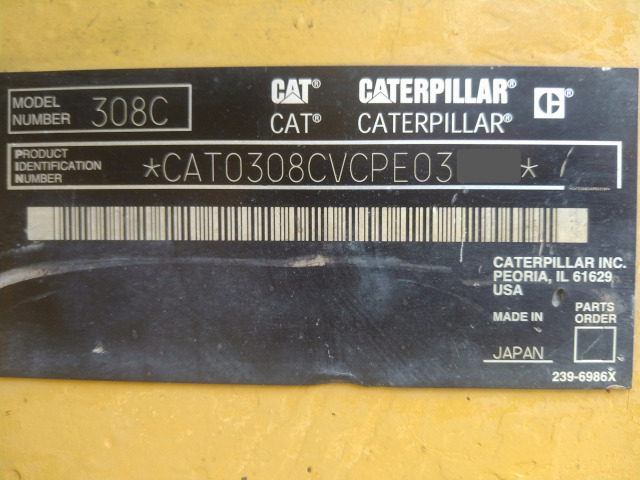 MODEL NUMBER 308C
CAT® CATERPILLAR® C
CAT® CATERPILLAR®
PRODUCT IDENTIFICATION NUMBER *CAT0308CVCPE03 *
CATERPILLAR INC.
PEORIA, IL 61629
USA
MADE IN JAPAN
PARTS ORDER
239-6986X